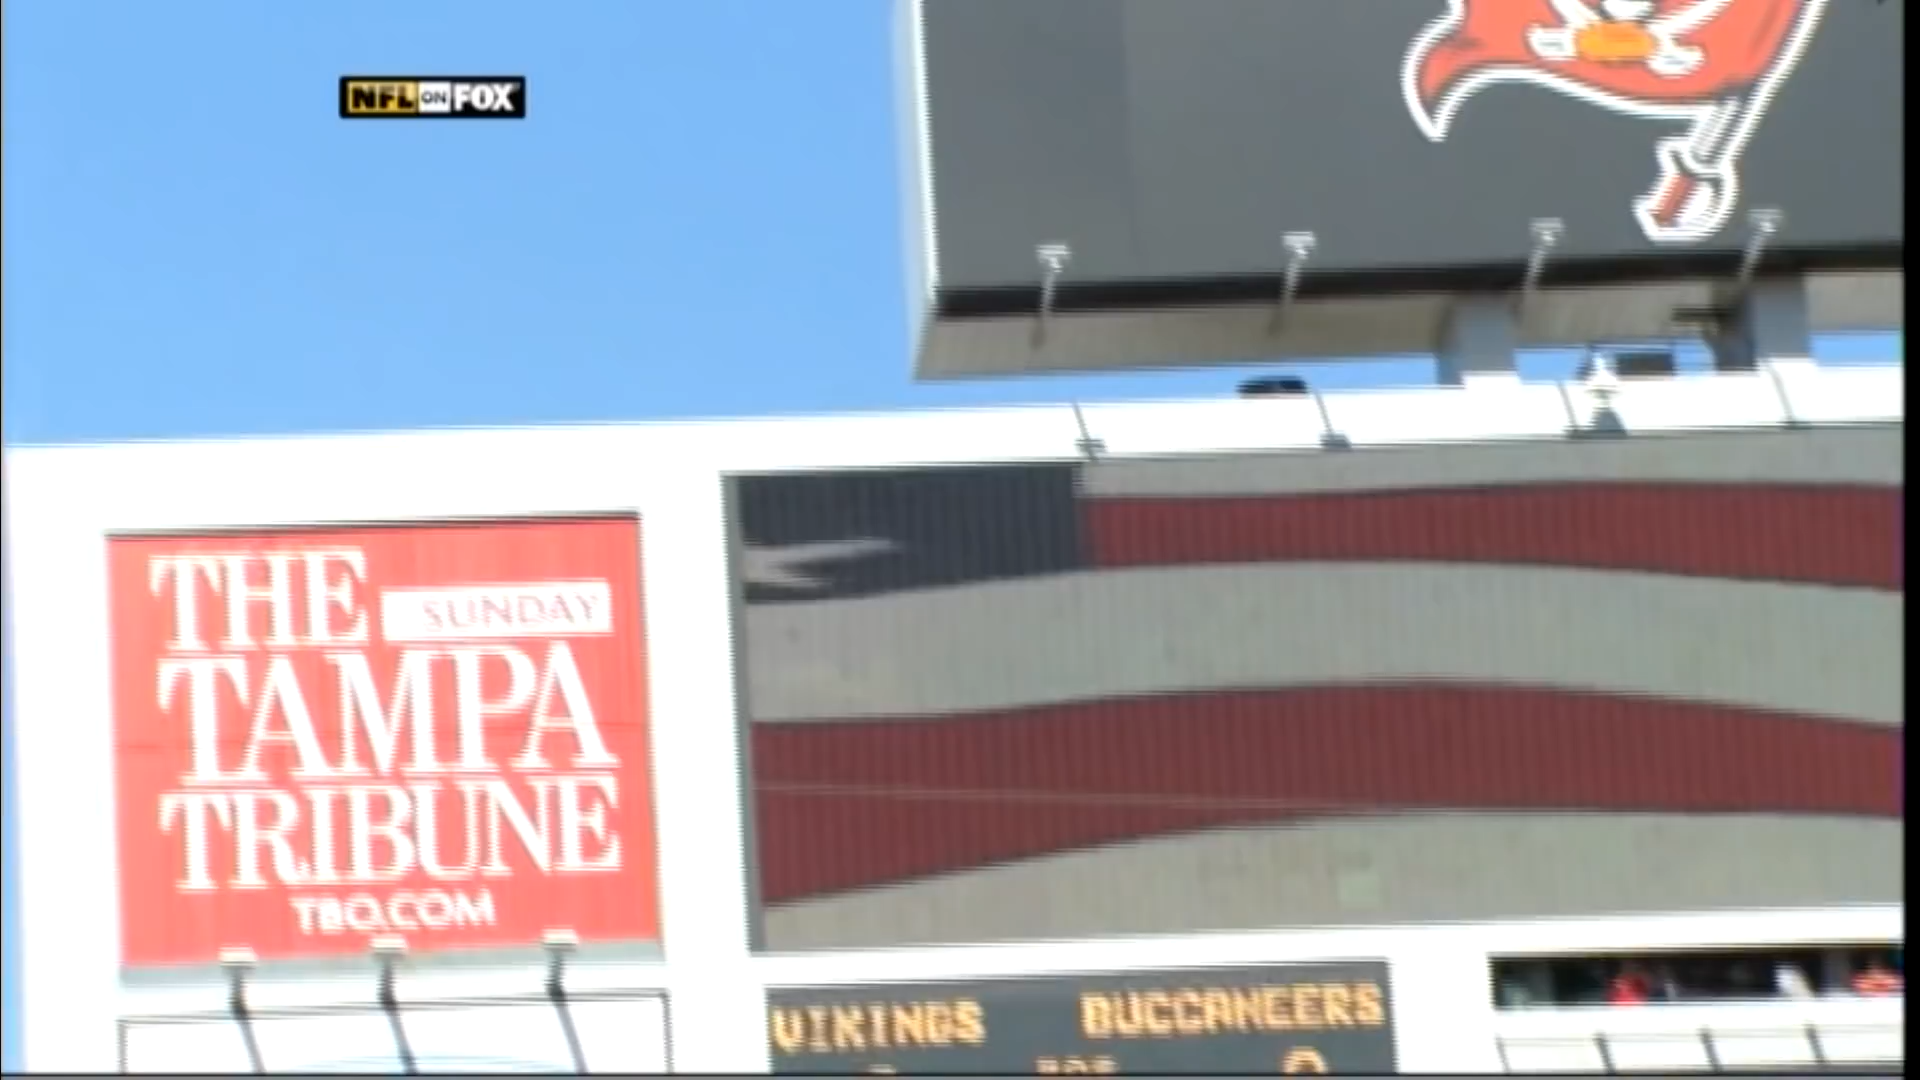 NFL ON FOX
THE
SUNDAY
TAMPA
TRIBUNE
TBO.COM
VIKINGS BUCCANEERS